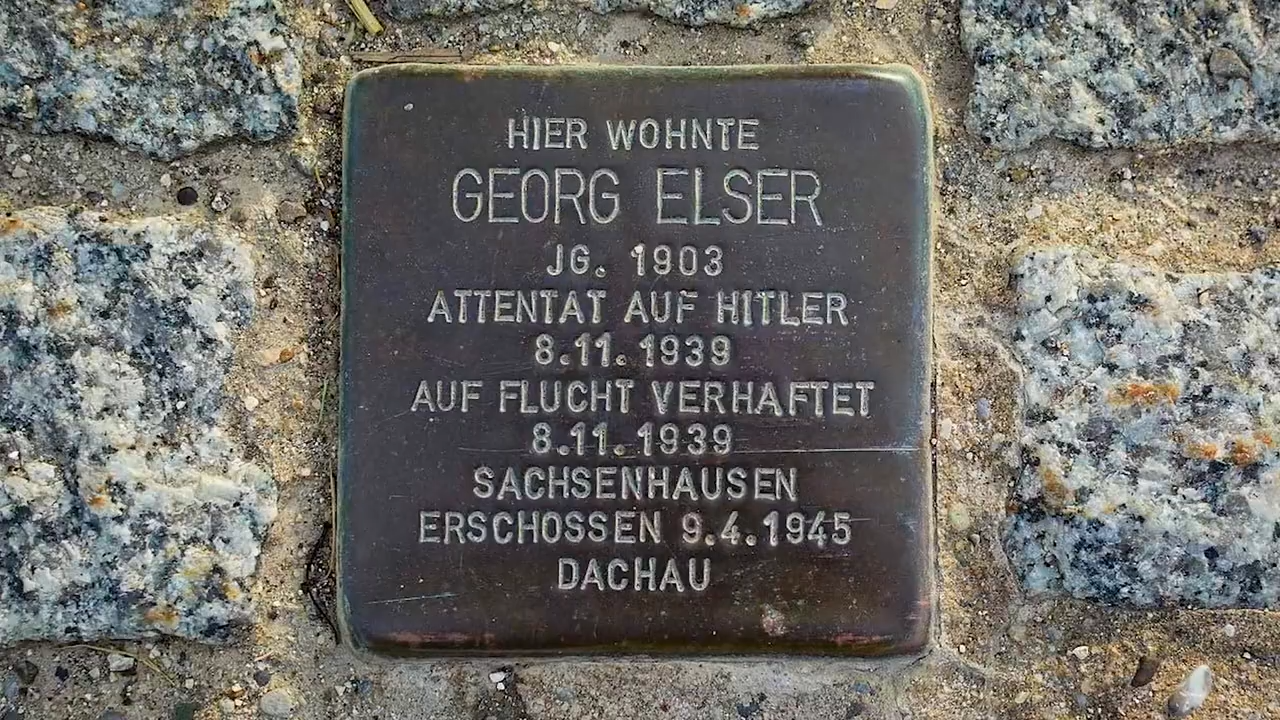 HIER WOHNTE
GEORG ELSER
JG. 1903
ATTENTAT AUF HITLER
8.11.1939
AUF FLUCHT VERHAFTET
8.11.1939
SACHSENHAUSEN
ERSCHOSSEN 9.4.1945
DACHAU